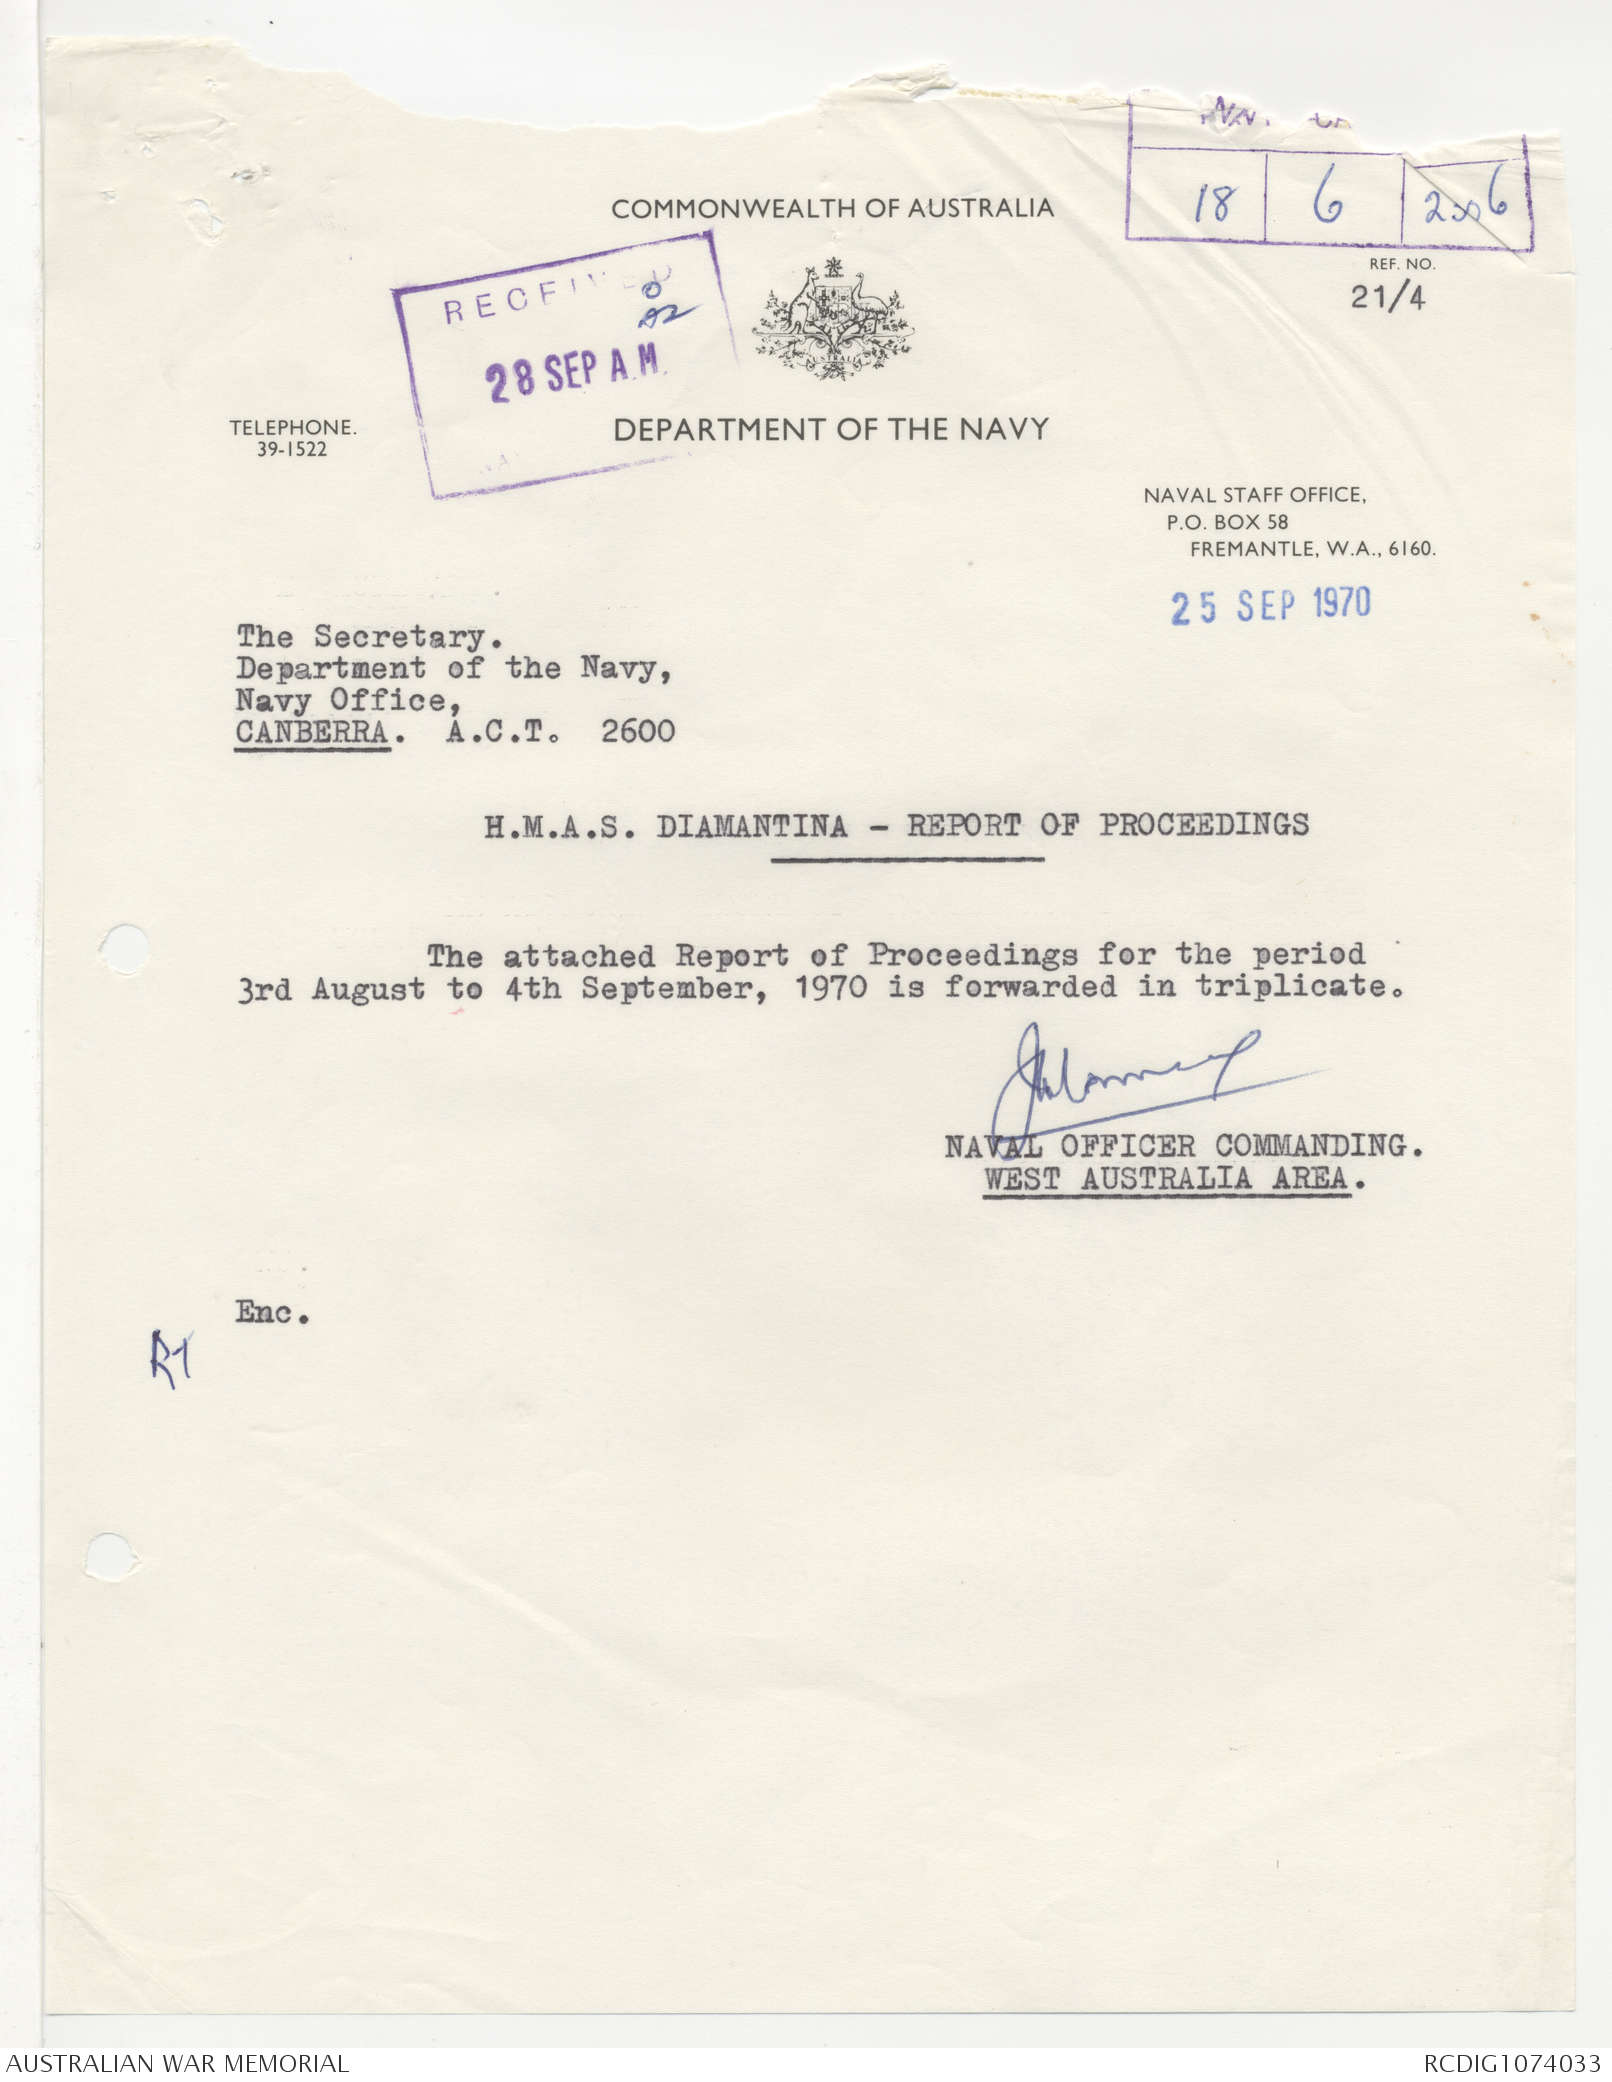 18 6
COMMONWEALTH OF AUSTRALIA
REF. NO.
21/4
RECEIVED
28 SEP A.M.
AUSTRALIA
TELEPHONE.
39-1522
DEPARTMENT OF THE NAVY
NAVAL STAFF OFFICE,
P.O. BOX 58
FREMANTLE, W.A., 6160.
25 SEP 1970
The Secretary.
Department of the Navy,
Navy Office,
CANBERRA. A.C.T. 2600
H.M.A.S. DIAMANTINA - REPORT OF PROCEEDINGS
The attached Report of Proceedings for the period
3rd August to 4th September, 1970 is forwarded in triplicate.
NAVAL OFFICER COMMANDING.
WEST AUSTRALIA AREA.
Enc.
AUSTRALIAN WAR MEMORIAL
RCDIG1074033